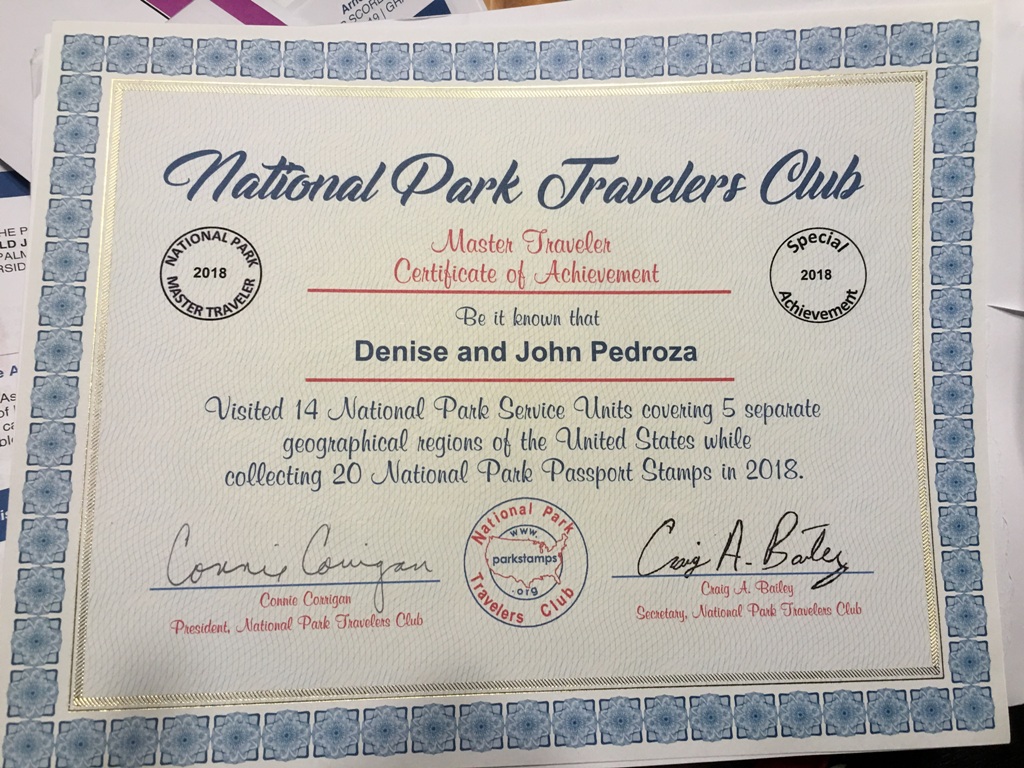 National Park Travelers Club
NATIONAL PARK
2018
MASTER TRAVELER
Master Traveler
Certificate of Achievement
Special
2018
Achievement
Be it known that
Denise and John Pedroza
Visited 14 National Park Service Units covering 5 separate
geographical regions of the United States while
collecting 20 National Park Passport Stamps in 2018.
Connie Corrigan
Connie Corrigan
President, National Park Travelers Club
National Park
www.
parkstamps
.org
Travelers Club
Craig A. Bailey
Craig A. Bailey
Secretary, National Park Travelers Club